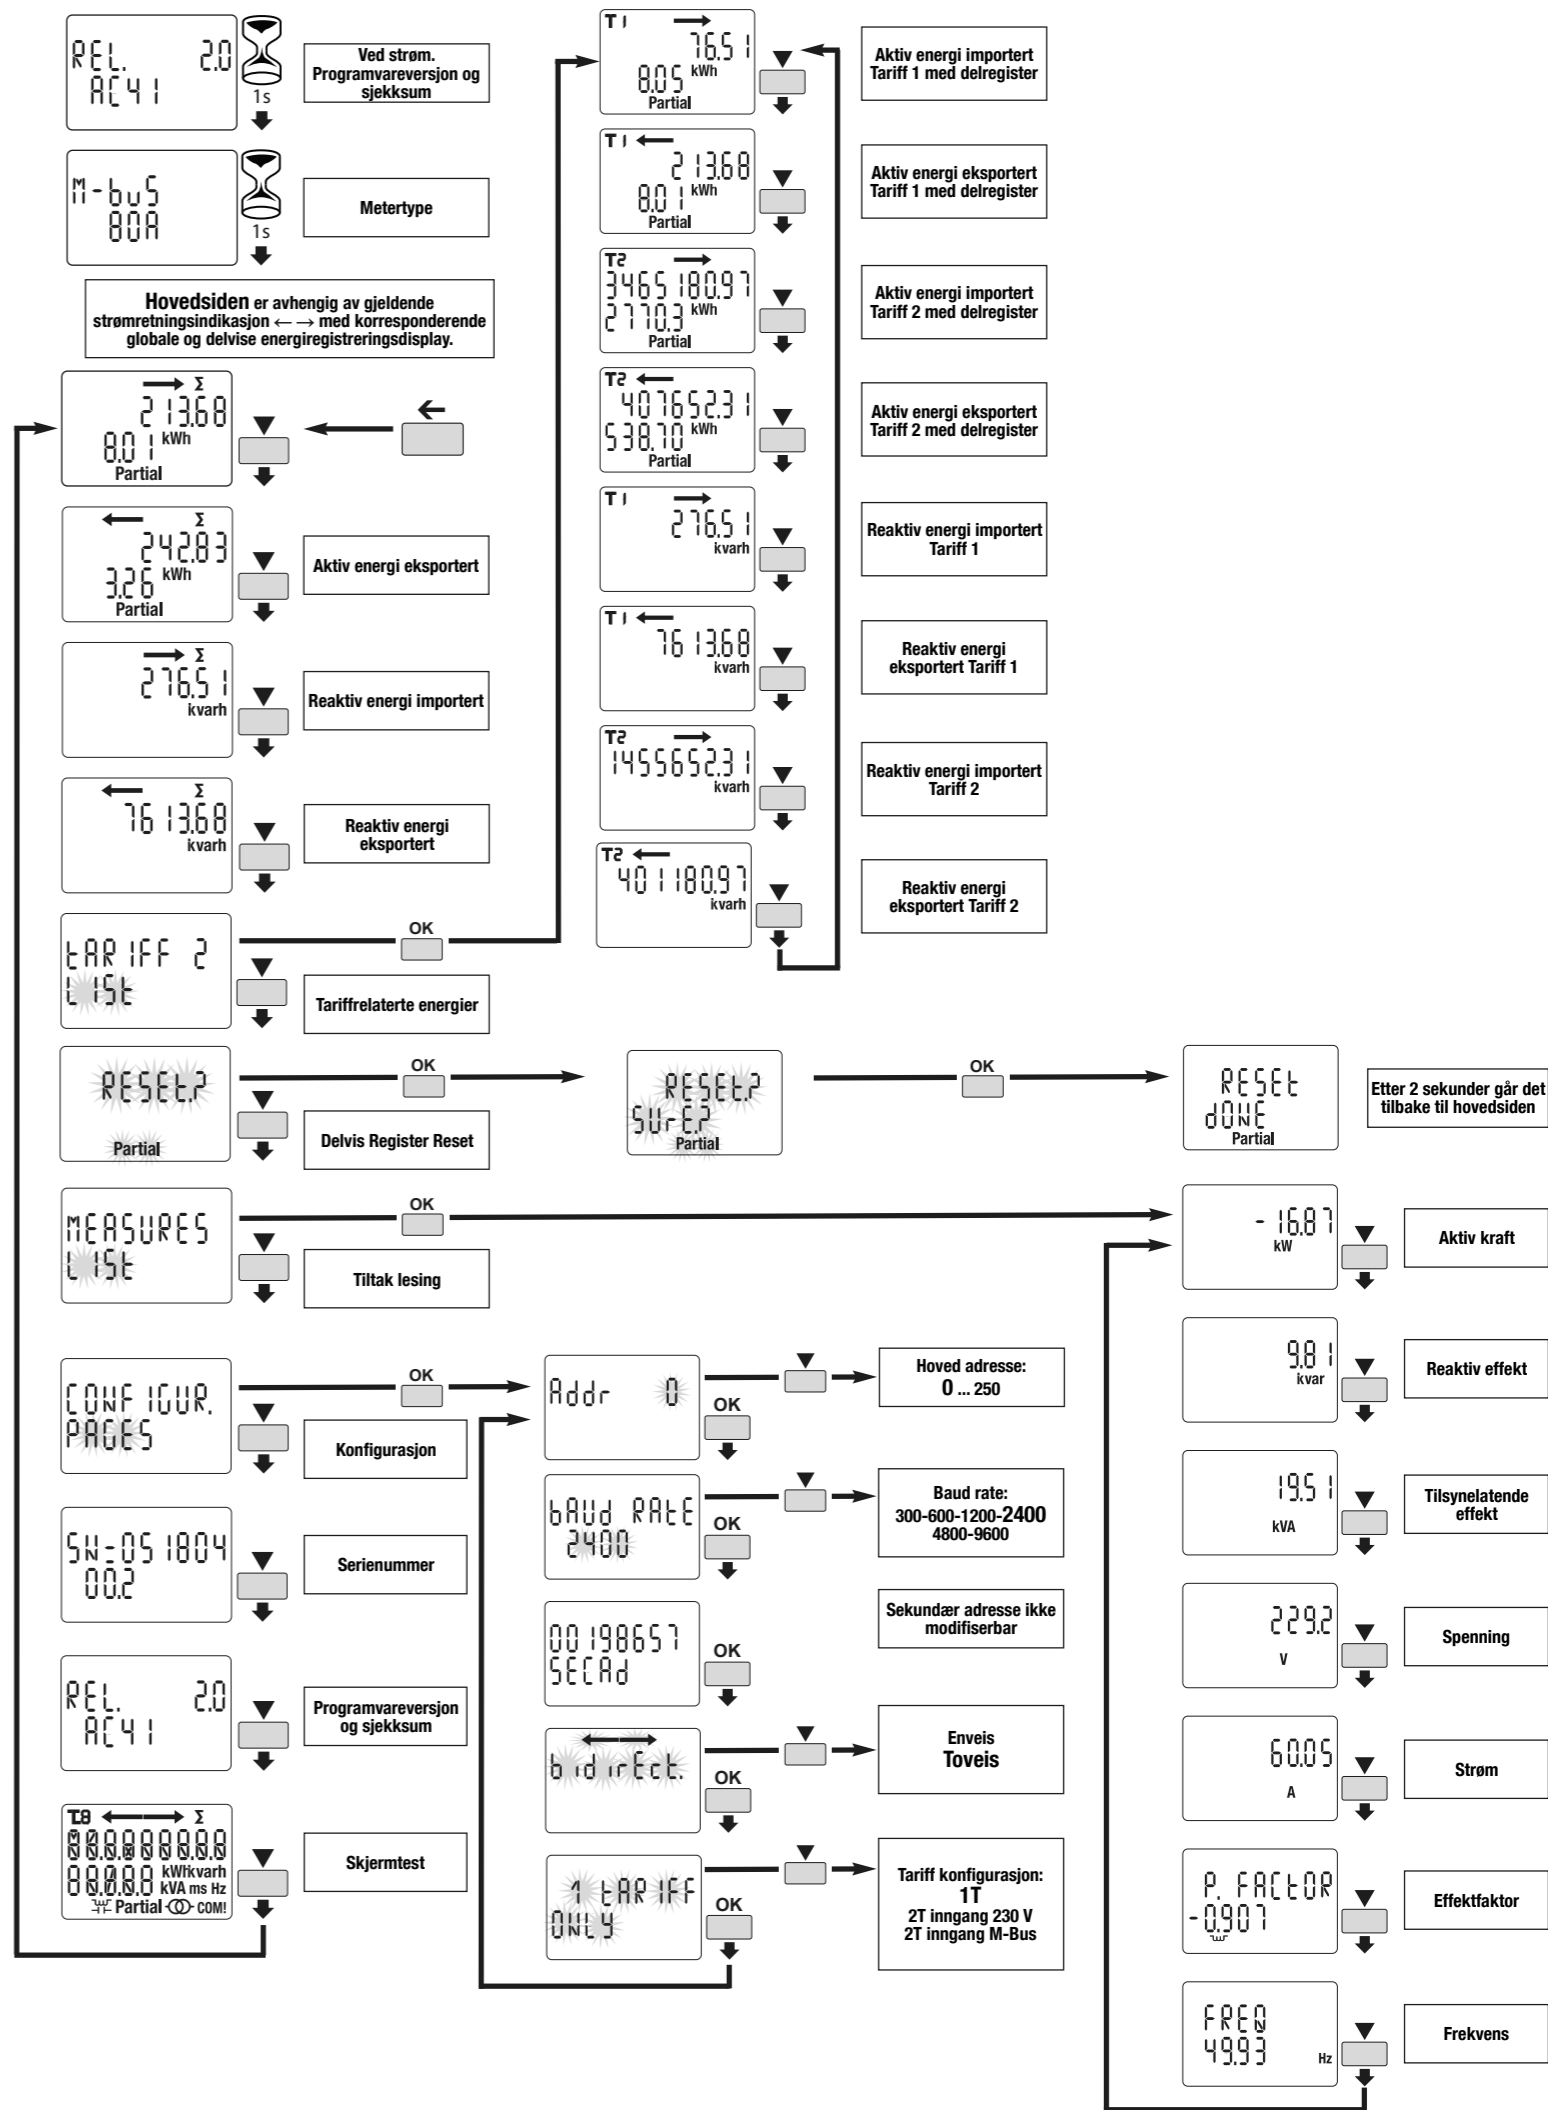 REL. 2.0
AC41
1s
Ved strøm.
Programvareversjon og
sjekksum
M-buS
80A
1s
Metertype
Hovedsiden er avhengig av gjeldende
strømretningsindikasjon ←→ med korresponderende
globale og delvise energiregistreringsdisplay.
→ Σ
213.68
8.01 kWh
Partial
▼
←
← Σ
242.83
3.26 kWh
Partial
▼
Aktiv energi eksportert
→ Σ
276.51
kvarh
▼
Reaktiv energi importert
← Σ
7613.68
kvarh
▼
Reaktiv energi
eksportert
tARIFF 2
LISt
OK
▼
Tariffrelaterte energier
RESEt.?
Partial
OK
▼
Delvis Register Reset
RESEt.?
SUrE.?
Partial
OK
RESEt
dONE
Partial
Etter 2 sekunder går det
tilbake til hovedsiden
MEASURES
LISt
OK
▼
Tiltak lesing
CONFIGUR.
PAGES
OK
▼
Konfigurasjon
SN-051804
00.2
▼
Serienummer
REL. 2.0
AC41
▼
Programvareversjon
og sjekksum
T.8 ←→ Σ
kWhkvarh
kVA ms Hz
Partial COM!
▼
Skjermtest
T1 →
76.51
8.05 kWh
Partial
▼
Aktiv energi importert
Tariff 1 med delregister
T1 ←
213.68
8.01 kWh
Partial
▼
Aktiv energi eksportert
Tariff 1 med delregister
T2 →
3465180.97
2770.3 kWh
Partial
▼
Aktiv energi importert
Tariff 2 med delregister
T2 ←
407652.31
538.70 kWh
Partial
▼
Aktiv energi eksportert
Tariff 2 med delregister
T1 →
276.51
kvarh
▼
Reaktiv energi importert
Tariff 1
T1 ←
7613.68
kvarh
▼
Reaktiv energi
eksportert Tariff 1
T2 →
1455652.31
kvarh
▼
Reaktiv energi importert
Tariff 2
T2 ←
401180.97
kvarh
▼
Reaktiv energi
eksportert Tariff 2
Addr 0
▼
OK
Hoved adresse:
0 ... 250
bAUd RAtE
2400
▼
OK
Baud rate:
300-600-1200-2400
4800-9600
00198657
SECAd
OK
Sekundær adresse ikke
modifiserbar
←→
bidirEct.
▼
OK
Enveis
Toveis
1 tARIFF
ONLY
▼
OK
Tariff konfigurasjon:
1T
2T inngang 230 V
2T inngang M-Bus
-16.87
kW
▼
Aktiv kraft
9.81
kvar
▼
Reaktiv effekt
19.51
kVA
▼
Tilsynelatende
effekt
229.2
V
▼
Spenning
60.05
A
▼
Strøm
P. FACtOR
-0.907
▼
Effektfaktor
FREQ
49.93 Hz
▼
Frekvens